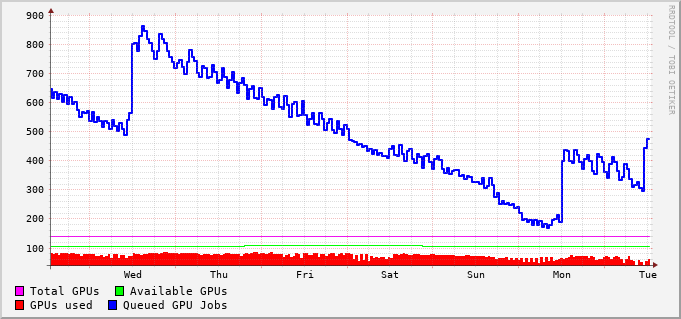 900
800
700
600
500
400
300
200
100
Wed Thu Fri Sat Sun Mon Tue
Total GPUs Available GPUs
GPUs used Queued GPU Jobs
RRDTOOL / TOBI OETIKER